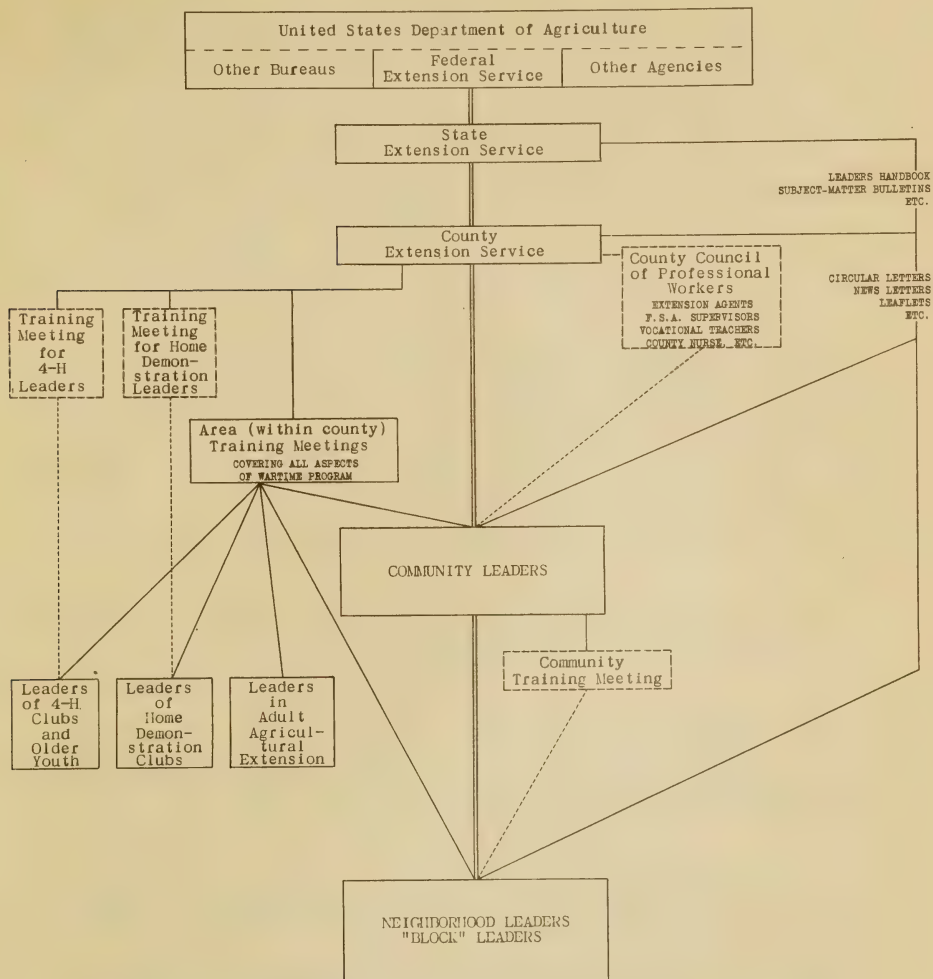 United States Department of Agriculture
Other Bureaus
Federal
Extension Service
Other Agencies
State
Extension Service
LEADERS HANDBOOK
SUBJECT-MATTER BULLETINS
ETC.
County
Extension Service
County Council
of Professional
Workers
EXTENSION AGENTS
F.S.A. SUPERVISORS
VOCATIONAL TEACHERS
COUNTY NURSE, ETC.
CIRCULAR LETTERS
NEWS LETTERS
LEAFLETS
ETC.
Training
Meeting
for
4-H
Leaders
Training
Meeting
for Home
Demon-
stration
Leaders
Area (within county)
Training Meetings
COVERING ALL ASPECTS
OF WARTIME PROGRAM
COMMUNITY LEADERS
Community
Training Meeting
Leaders
of 4-H
Clubs
and
Older
Youth
Leaders
of
Home
Demon-
stration
Clubs
Leaders
in
Adult
Agricul-
tural
Extension
NEIGHBORHOOD LEADERS
"BLOCK" LEADERS